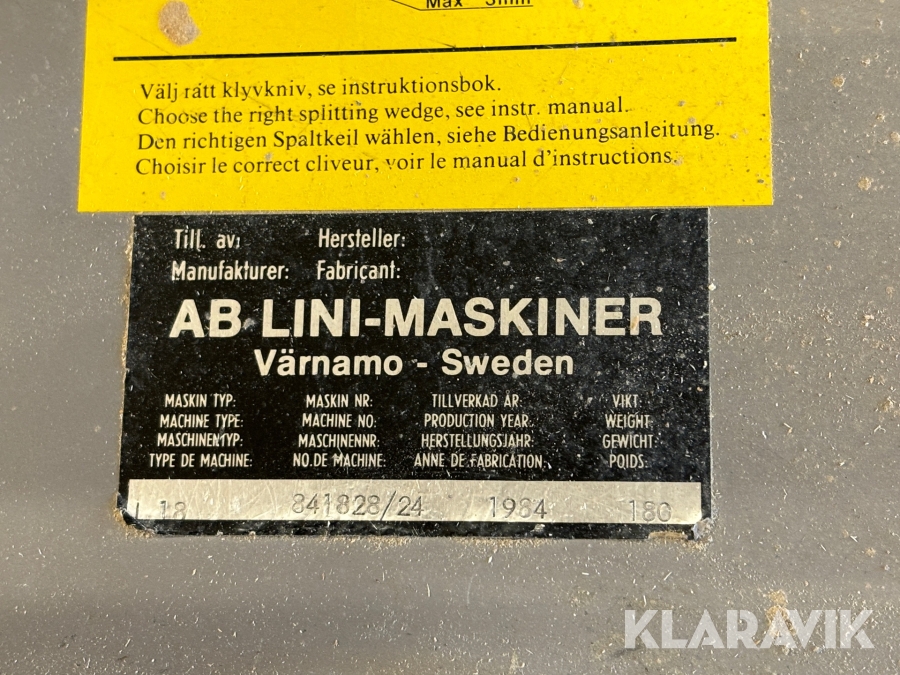 Max 3mm
Välj rätt klyvkniv, se instruktionsbok.
Choose the right splitting wedge, see instr. manual.
Den richtigen Spaltkeil wählen, siehe Bedienungsanleitung.
Choisir le correct cliveur, voir le manual d'instructions.
Till. av: Hersteller:
Manufakturer: Fabriçant:
AB LINI-MASKINER
Värnamo - Sweden
MASKIN TYP: MASKIN NR: TILLVERKAD ÅR: VIKT:
MACHINE TYPE: MACHINE NO: PRODUCTION YEAR: WEIGHT:
MASCHINENTYP: MASCHINENNR: HERSTELLUNGSJAHR: GEWICHT:
TYPE DE MACHINE: NO.DE MACHINE: ANNE DE FABRICATION: POIDS:
L 18 841828/24 1984 180
KLARAVIK